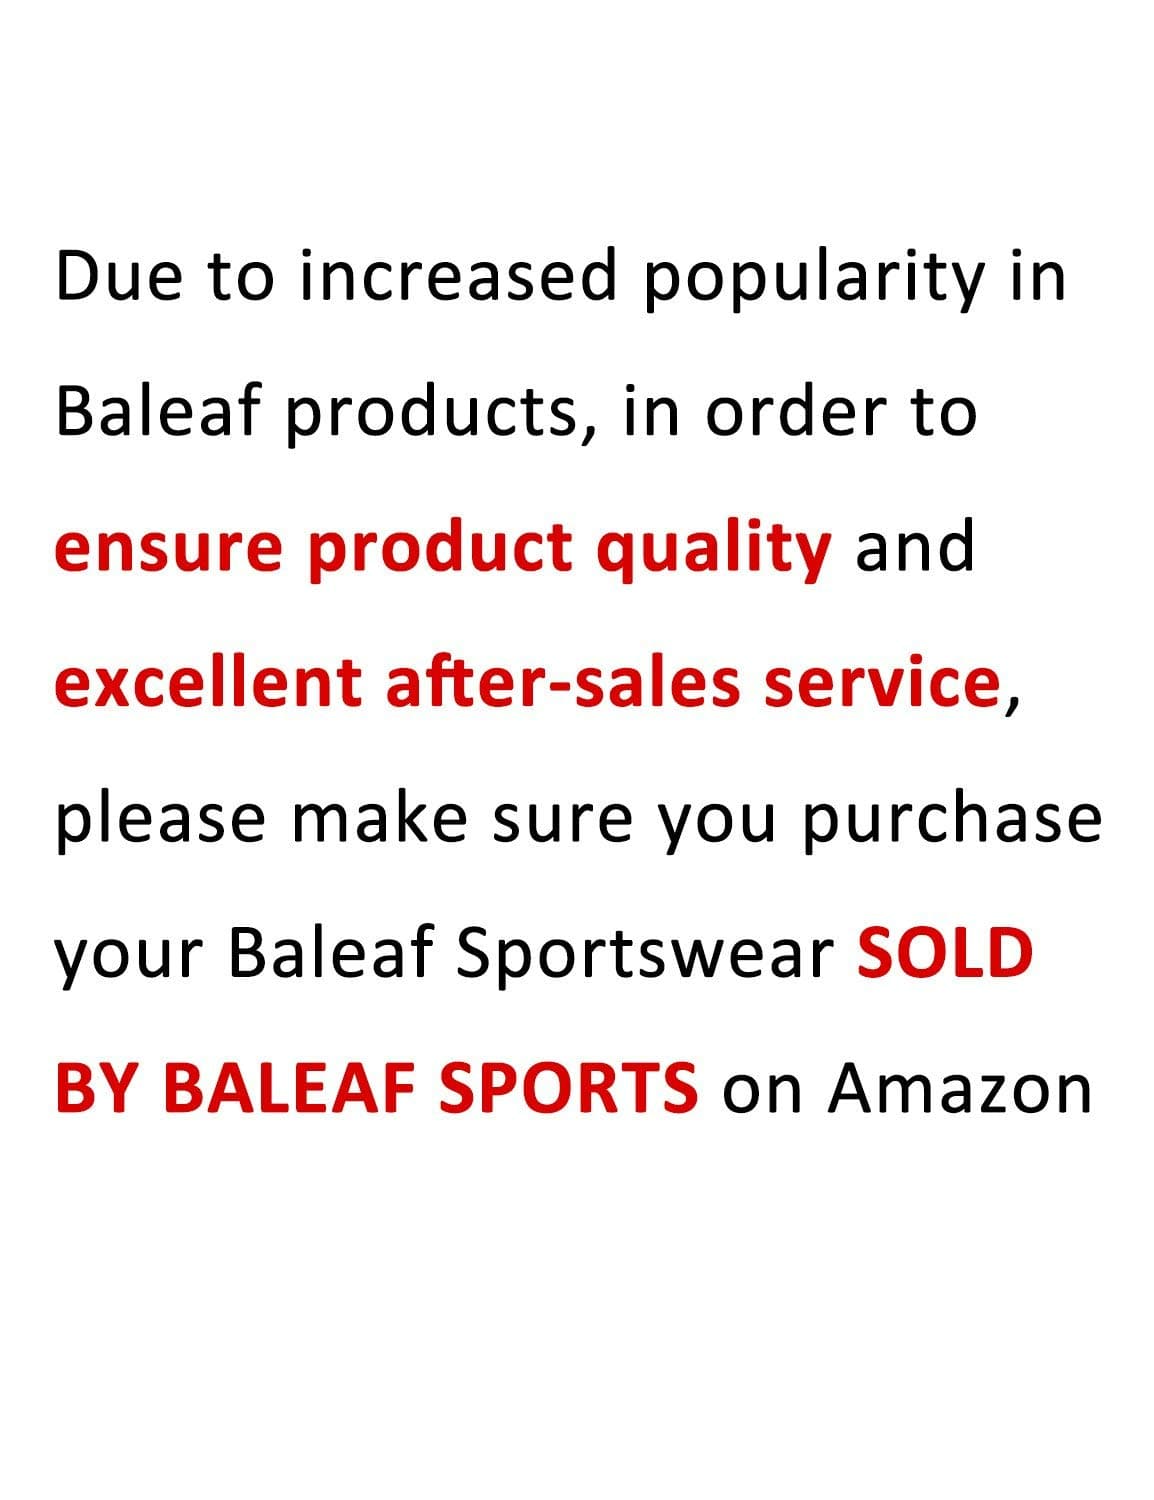 Due to increased popularity in
Baleaf products, in order to
ensure product quality and
excellent after-sales service,
please make sure you purchase
your Baleaf Sportswear SOLD
BY BALEAF SPORTS on Amazon